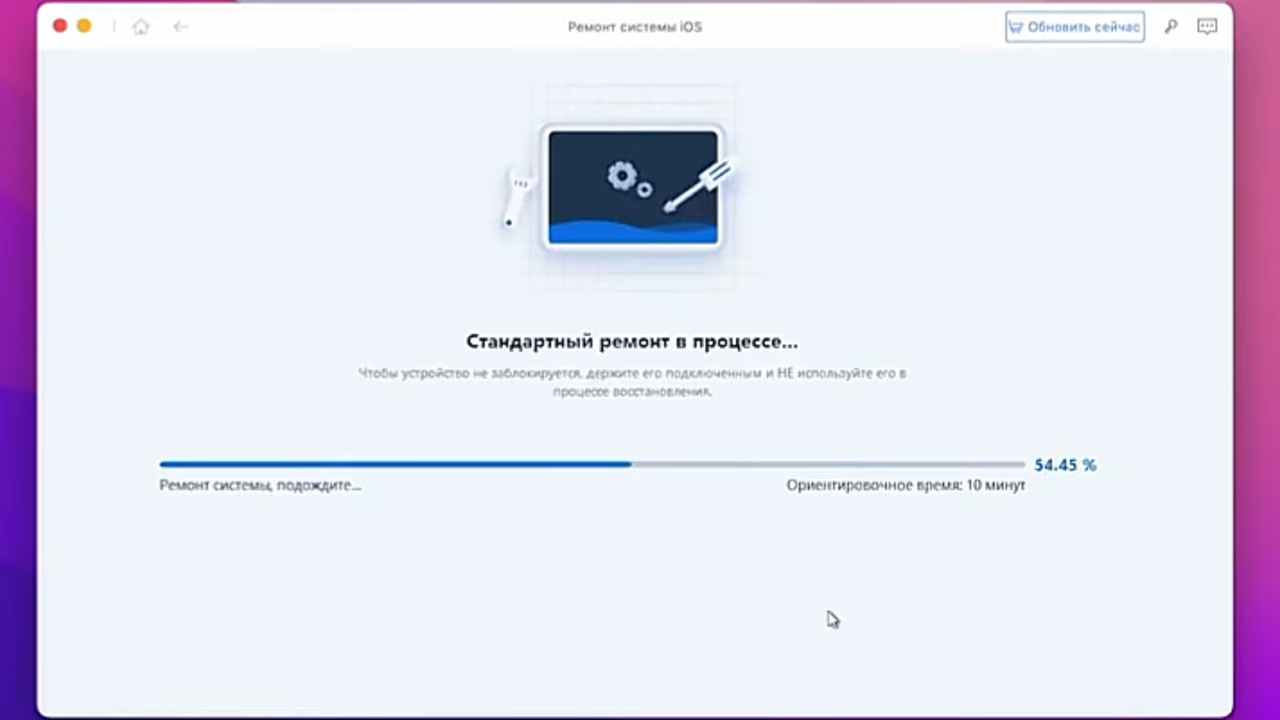 Ремонт системы iOS
Обновить сейчас
Стандартный ремонт в процессе...
Чтобы устройство не заблокируется, держите его подключенным и НЕ используйте его в
процессе восстановления.
54.45 %
Ремонт системы, подождите...
Ориентировочное время: 10 минут